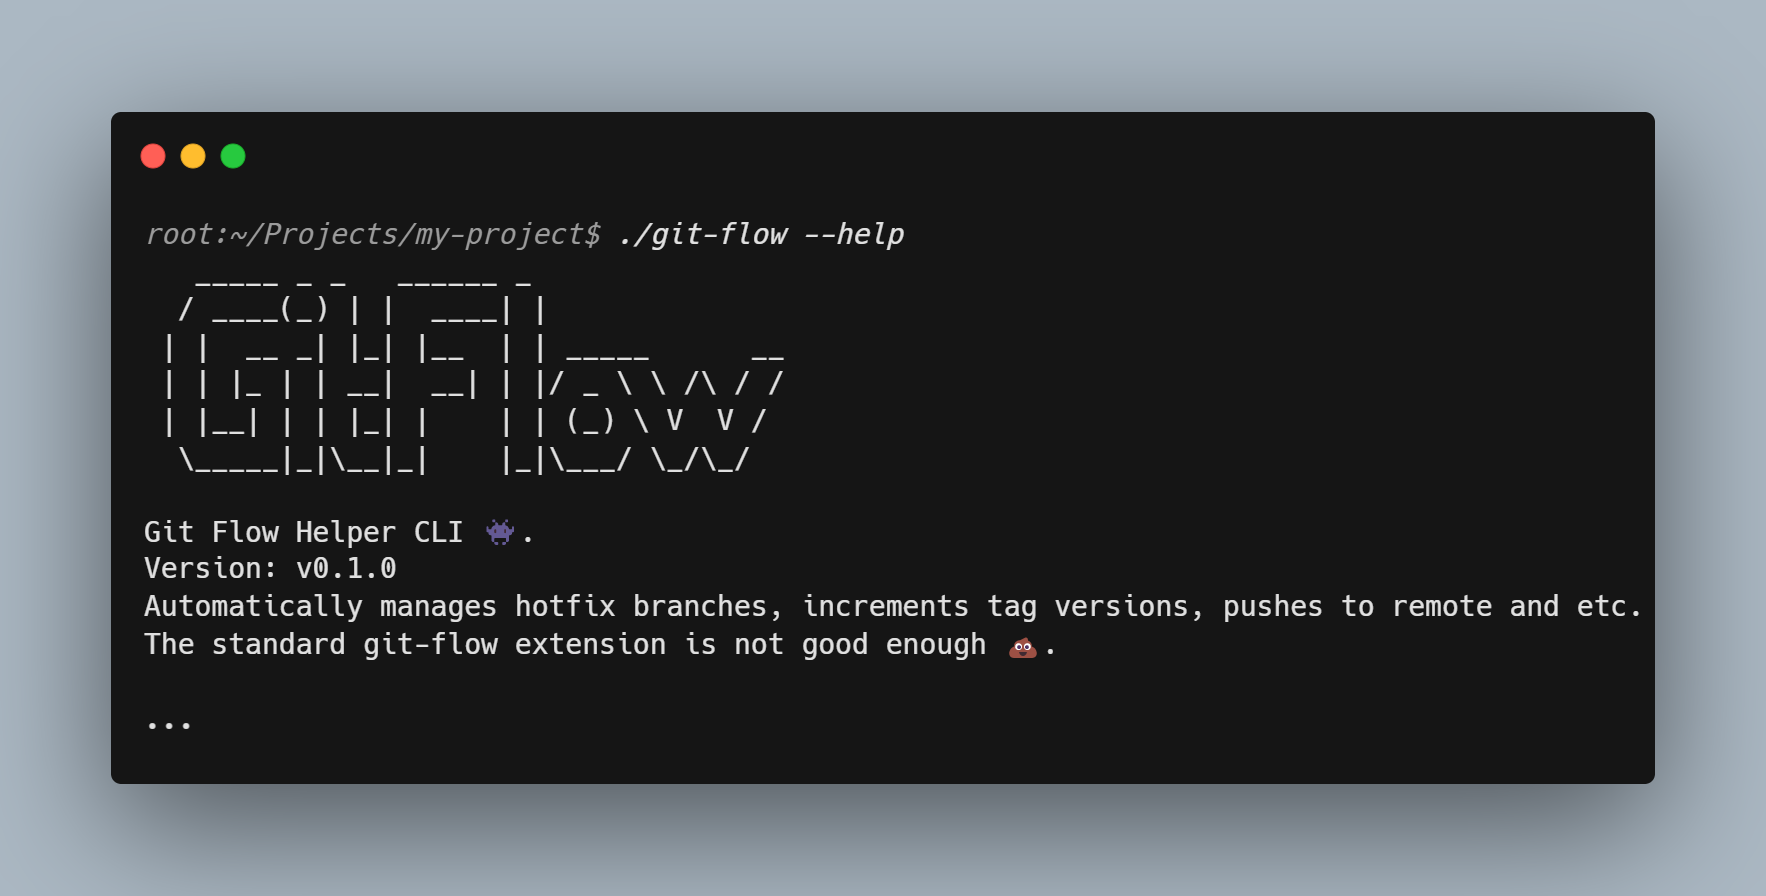 root:~/Projects/my-project$ ./git-flow --help
   _____ _ _   ______ _
  / ____(_) | |  ____| |
 | |  __ _| |_| |__  | | _____      __
 | | |_ | | __|  __| | |/ _ \ \ /\ / /
 | |__| | | |_| |    | | (_) \ V  V /
  \_____|_|\__|_|    |_|\___/ \_/\_/
Git Flow Helper CLI 👾.
Version: v0.1.0
Automatically manages hotfix branches, increments tag versions, pushes to remote and etc.
The standard git-flow extension is not good enough 💩.
...